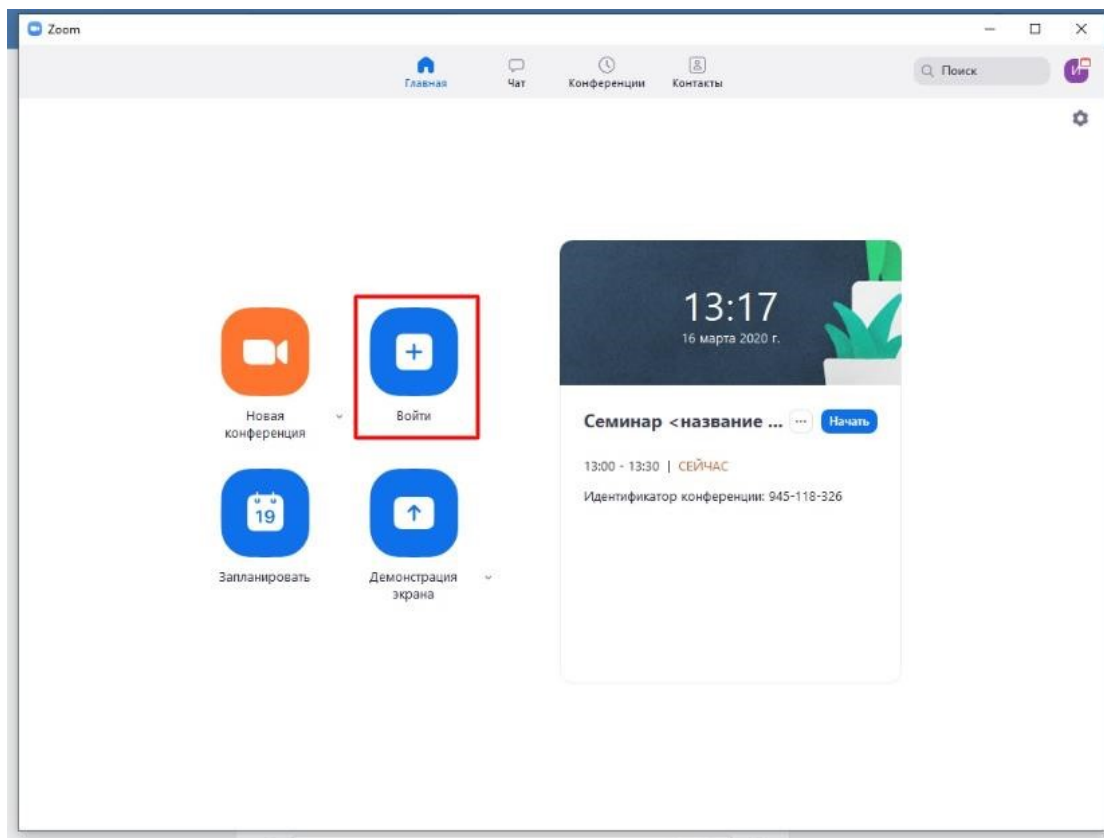 Zoom
Главная
Чат
Конференции
Контакты
Поиск
И
13:17
16 марта 2020 г.
Новая
конференция
Войти
Семинар <название ... ... Начать
13:00 - 13:30 | СЕЙЧАС
Идентификатор конференции: 945-118-326
19
Запланировать
Демонстрация
экрана